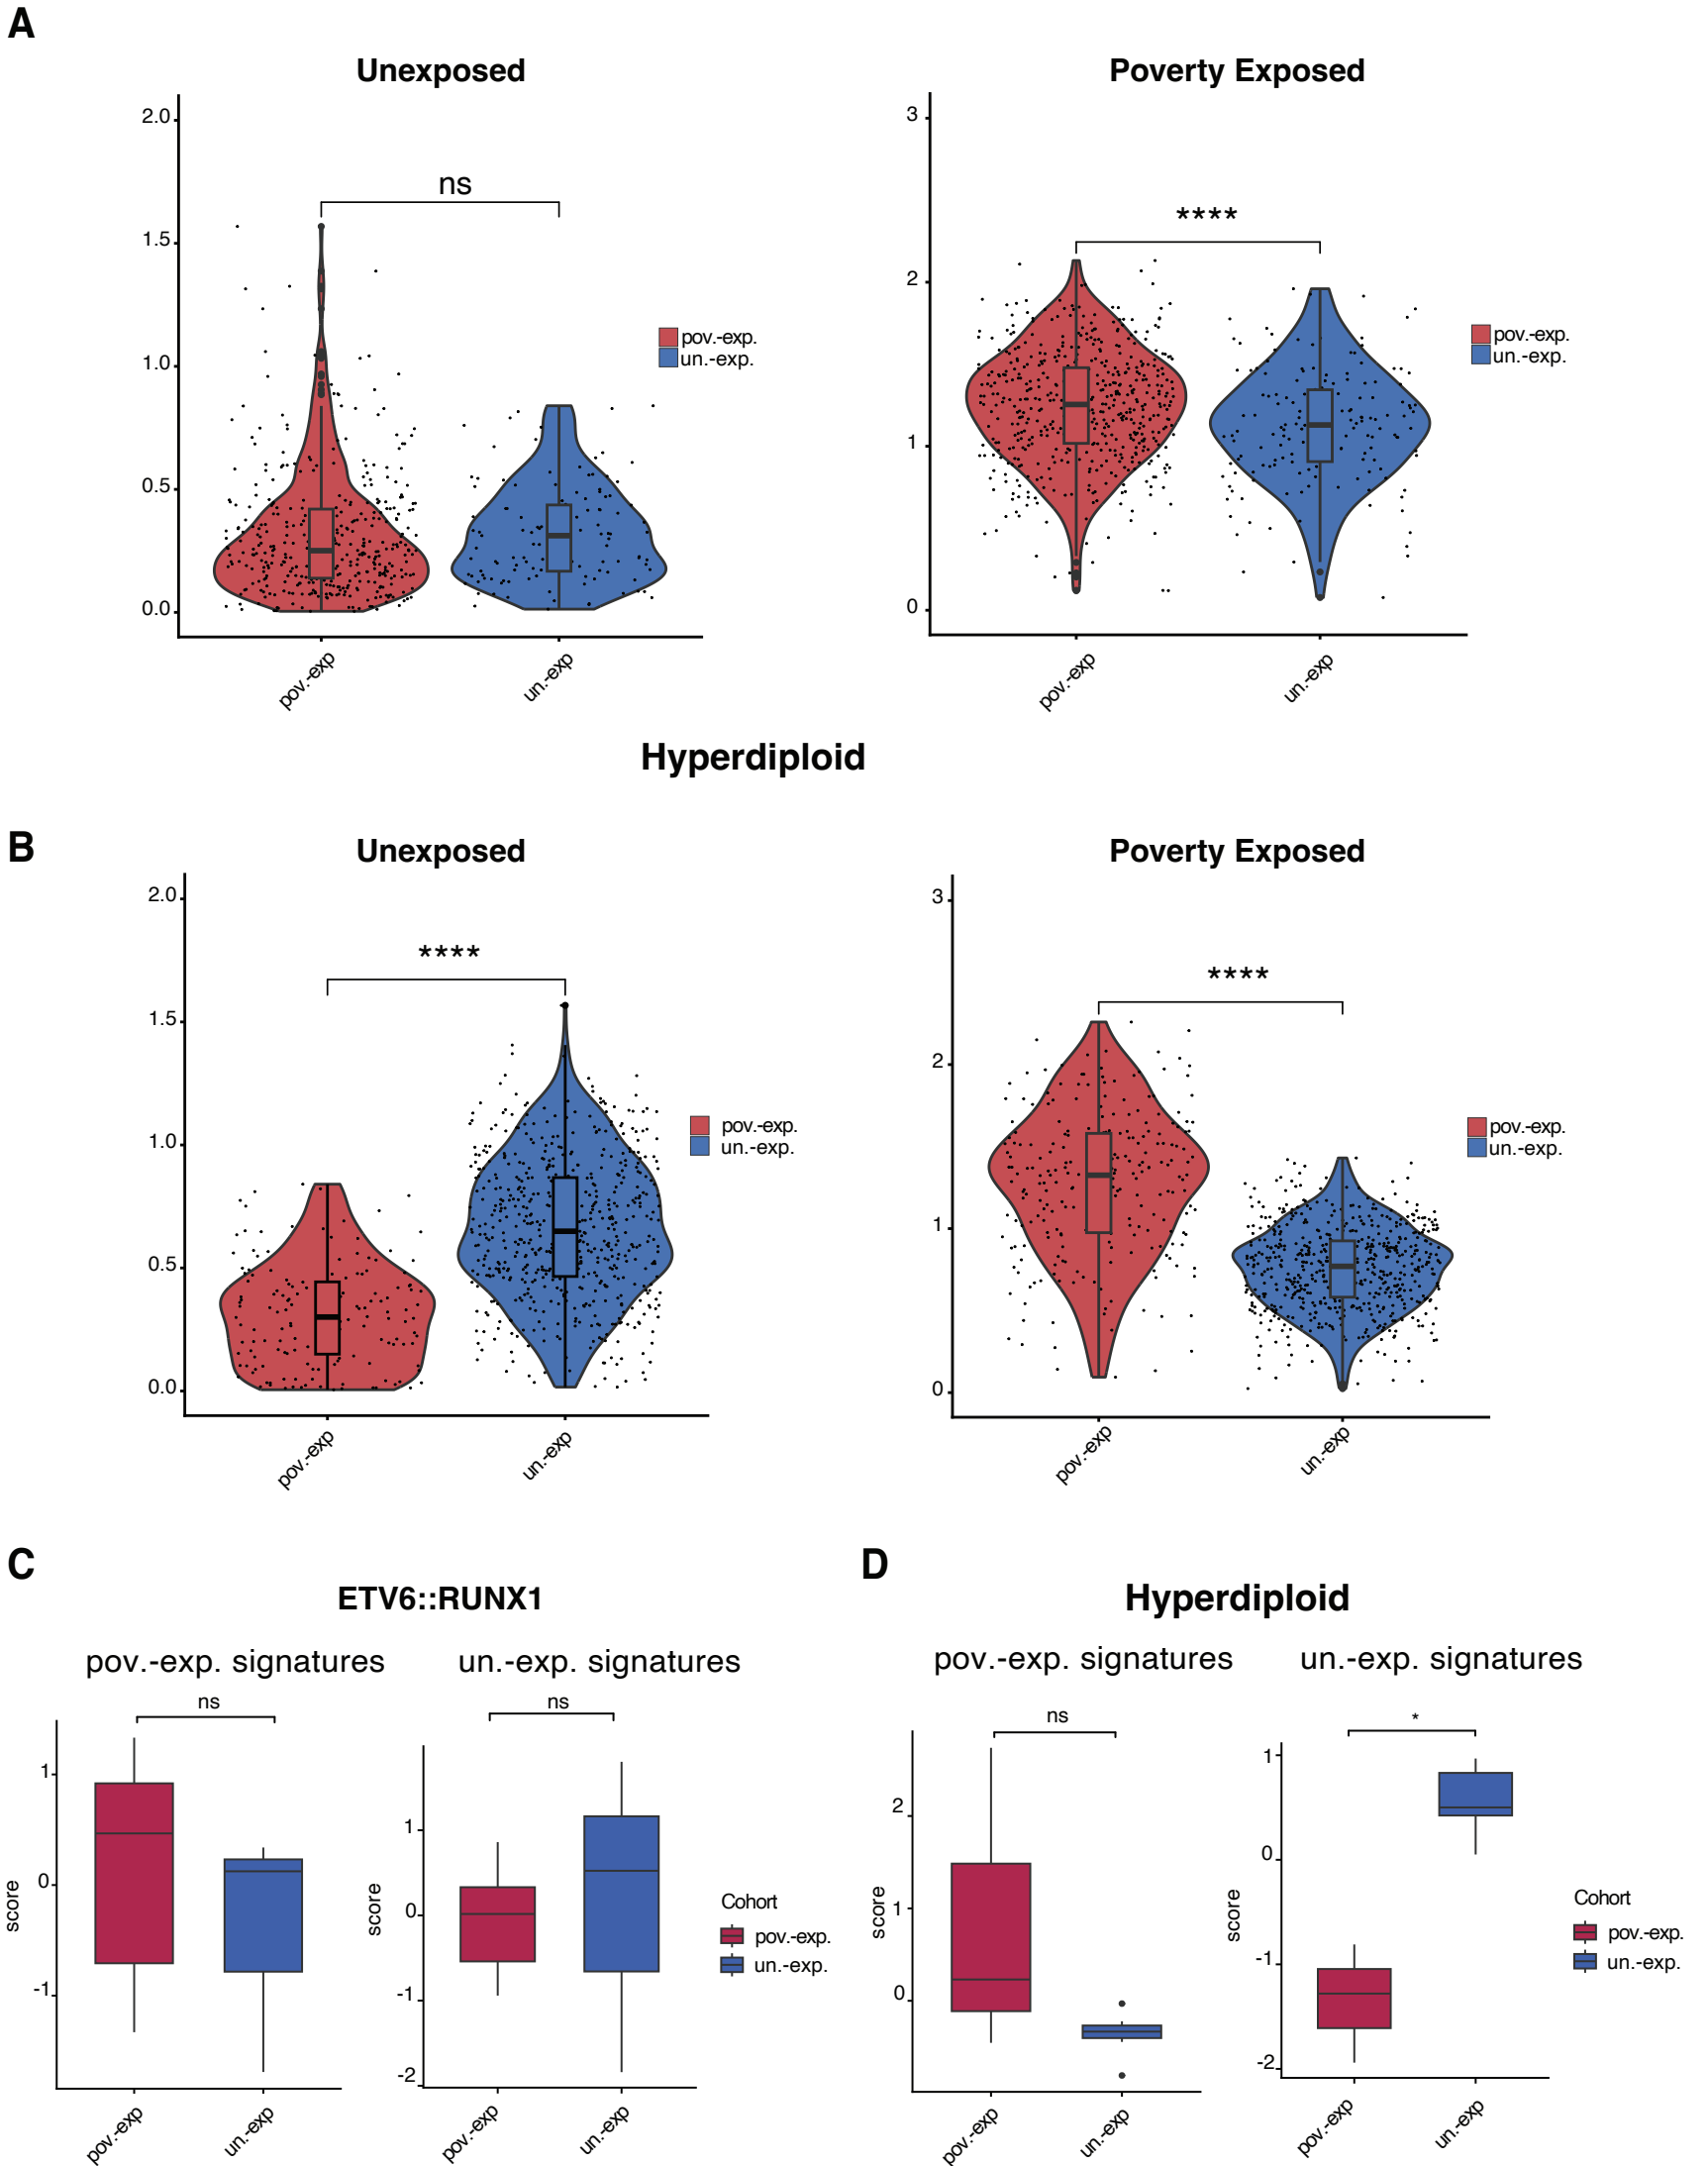 A
Unexposed
Poverty Exposed
2.0
1.5
1.0
0.5
0.0
ns
pov.-exp.
un.-exp.
pov.-exp
un.-exp
3
2
1
0
****
pov.-exp.
un.-exp.
pov.-exp
un.-exp
Hyperdiploid
B
Unexposed
Poverty Exposed
2.0
1.5
1.0
0.5
0.0
****
pov.-exp.
un.-exp.
pov.-exp
un.-exp
3
2
1
0
****
pov.-exp.
un.-exp.
pov.-exp
un.-exp
C
ETV6::RUNX1
pov.-exp. signatures
un.-exp. signatures
ns
1
0
-1
score
pov.-exp
un.-exp
ns
1
0
-1
-2
score
pov.-exp
un.-exp
Cohort
pov.-exp.
un.-exp.
D
Hyperdiploid
pov.-exp. signatures
un.-exp. signatures
ns
2
1
0
score
pov.-exp
un.-exp
*
1
0
-1
-2
score
pov.-exp
un.-exp
Cohort
pov.-exp.
un.-exp.